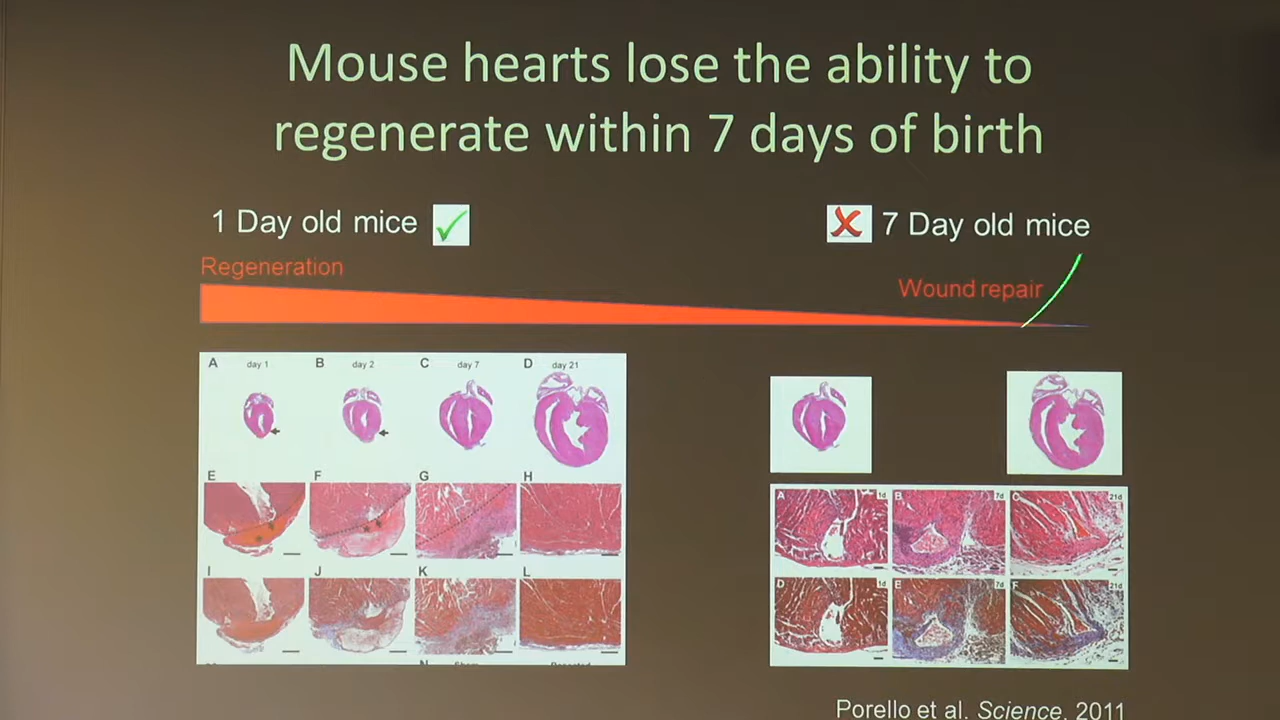 Mouse hearts lose the ability to
regenerate within 7 days of birth
1 Day old mice
7 Day old mice
Regeneration
Wound repair
A day 1 B day 2 C day 7 D day 21
E F G H
I J K L
N
A 1d B 7d C 21d
D 1d E 7d F 21d
Porello et al. Science, 2011